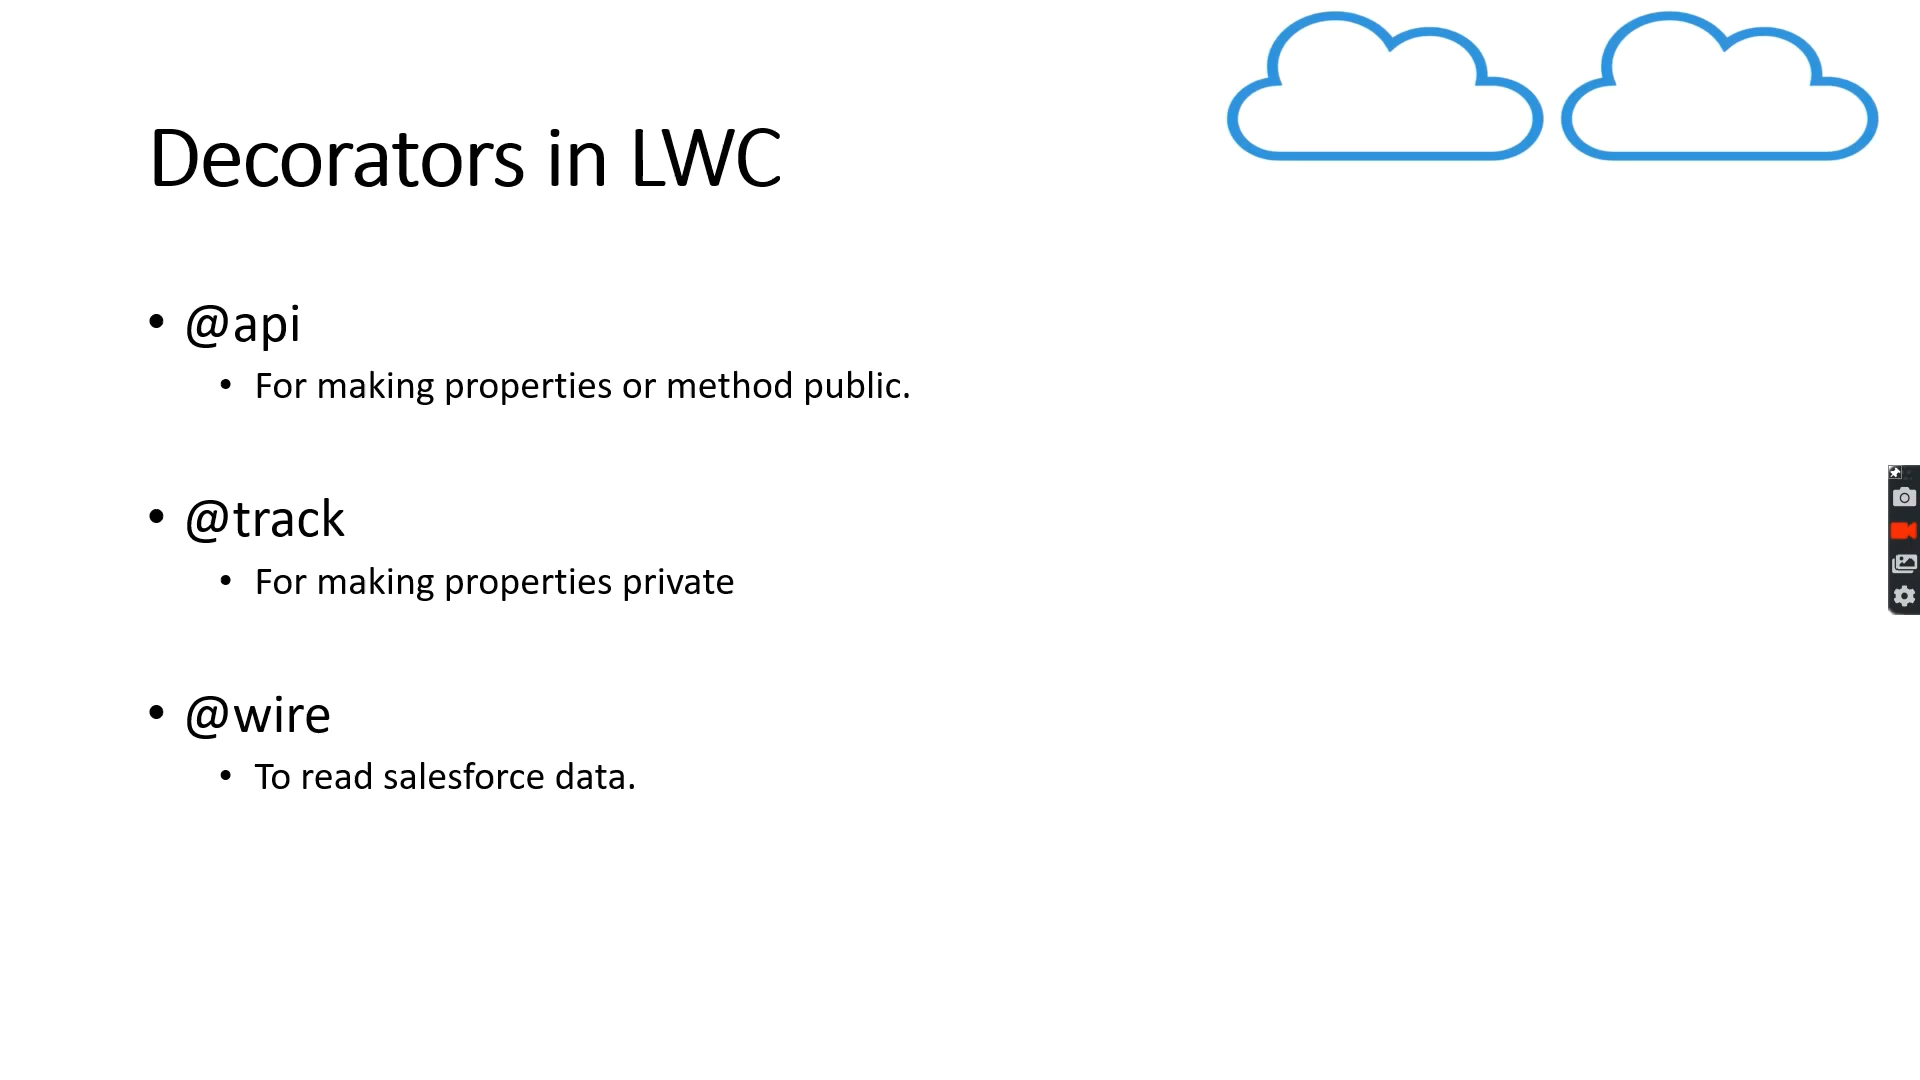 Decorators in LWC
• @api
• For making properties or method public.
• @track
• For making properties private
• @wire
• To read salesforce data.